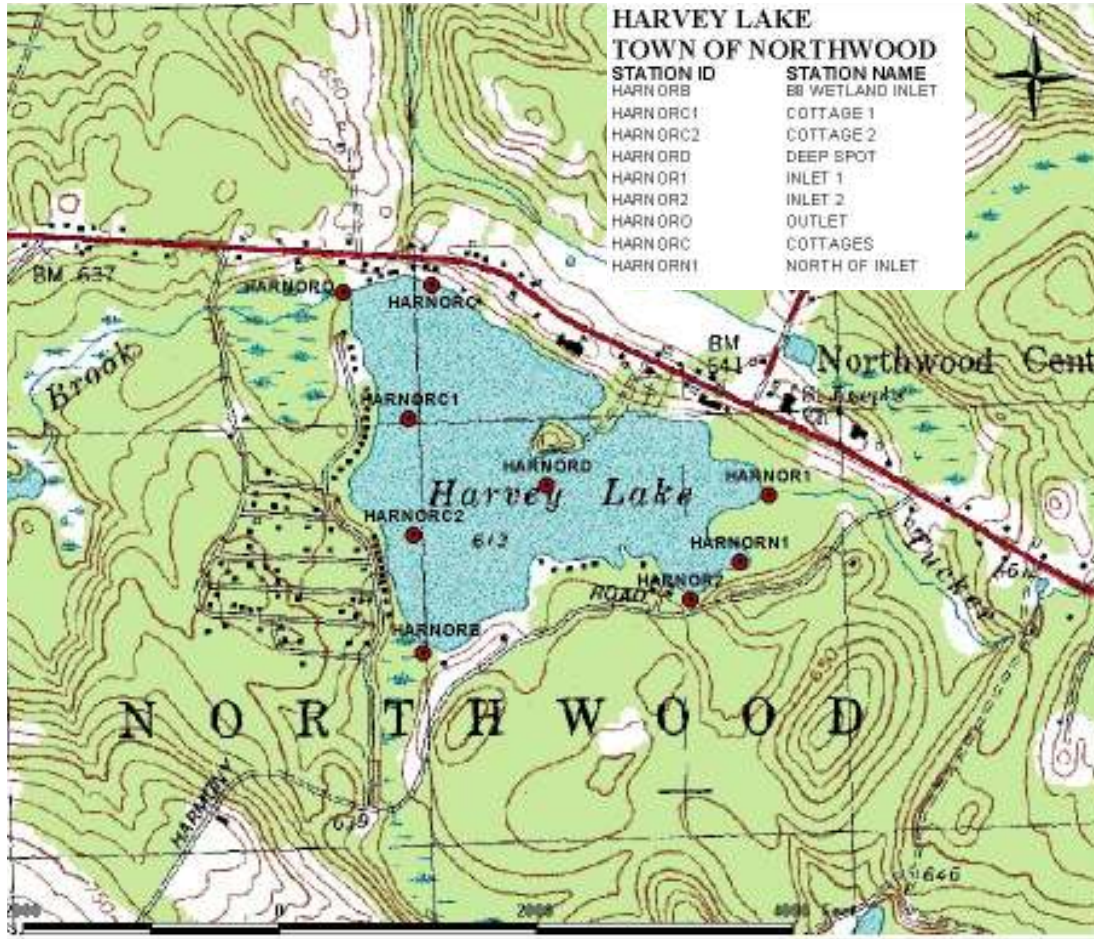 HARVEY LAKE
TOWN OF NORTHWOOD
STATION ID STATION NAME
HARNORB BB WETLAND INLET
HARNORC1 COTTAGE 1
HARNORC2 COTTAGE 2
HARNORD DEEP SPOT
HARNOR1 INLET 1
HARNOR2 INLET 2
HARNORO OUTLET
HARNORC COTTAGES
HARNORN1 NORTH OF INLET
BM 637
HARNORO
HARNORC
BM
541
Northwood Cent
Brook
HARNORC1
HARNORD
HARNOR1
Harvey Lake
HARNORC2
613
HARNORN1
Tucker
HARNOR2
ROAD
HARNORB
NORTHWOOD
HARMONY
619
646
0 2000 4000